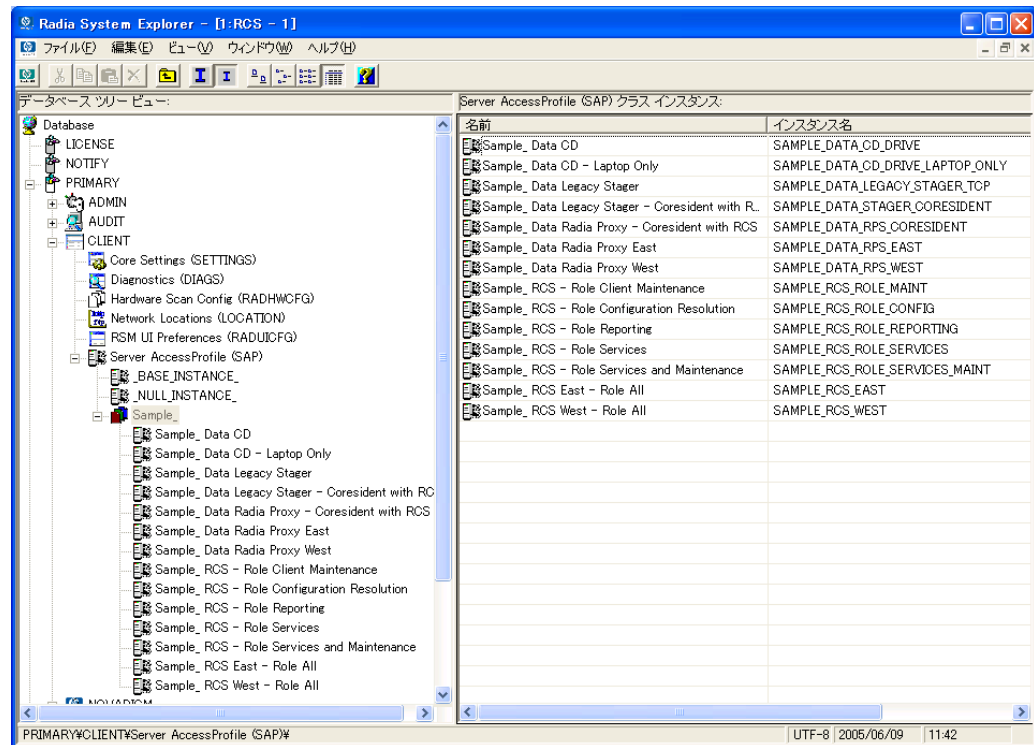 Radia System Explorer - [1:RCS - 1]
ファイル(F) 編集(E) ビュー(V) ウィンドウ(W) ヘルプ(H)
データベース ツリー ビュー:
Database
LICENSE
NOTIFY
PRIMARY
ADMIN
AUDIT
CLIENT
Core Settings (SETTINGS)
Diagnostics (DIAGS)
Hardware Scan Config (RADHWCFG)
Network Locations (LOCATION)
RSM UI Preferences (RADUICFG)
Server AccessProfile (SAP)
_BASE_INSTANCE_
_NULL_INSTANCE_
Sample_
Sample_ Data CD
Sample_ Data CD - Laptop Only
Sample_ Data Legacy Stager
Sample_ Data Legacy Stager - Coresident with RC
Sample_ Data Radia Proxy - Coresident with RCS
Sample_ Data Radia Proxy East
Sample_ Data Radia Proxy West
Sample_ RCS - Role Client Maintenance
Sample_ RCS - Role Configuration Resolution
Sample_ RCS - Role Reporting
Sample_ RCS - Role Services
Sample_ RCS - Role Services and Maintenance
Sample_ RCS East - Role All
Sample_ RCS West - Role All
Server AccessProfile (SAP) クラス インスタンス:
名前 インスタンス名
Sample_ Data CD SAMPLE_DATA_CD_DRIVE
Sample_ Data CD - Laptop Only SAMPLE_DATA_CD_DRIVE_LAPTOP_ONLY
Sample_ Data Legacy Stager SAMPLE_DATA_LEGACY_STAGER_TCP
Sample_ Data Legacy Stager - Coresident with R... SAMPLE_DATA_STAGER_CORESIDENT
Sample_ Data Radia Proxy - Coresident with RCS SAMPLE_DATA_RPS_CORESIDENT
Sample_ Data Radia Proxy East SAMPLE_DATA_RPS_EAST
Sample_ Data Radia Proxy West SAMPLE_DATA_RPS_WEST
Sample_ RCS - Role Client Maintenance SAMPLE_RCS_ROLE_MAINT
Sample_ RCS - Role Configuration Resolution SAMPLE_RCS_ROLE_CONFIG
Sample_ RCS - Role Reporting SAMPLE_RCS_ROLE_REPORTING
Sample_ RCS - Role Services SAMPLE_RCS_ROLE_SERVICES
Sample_ RCS - Role Services and Maintenance SAMPLE_RCS_ROLE_SERVICES_MAINT
Sample_ RCS East - Role All SAMPLE_RCS_EAST
Sample_ RCS West - Role All SAMPLE_RCS_WEST
PRIMARY¥CLIENT¥Server AccessProfile (SAP)¥ UTF-8 2005/06/09 11:42